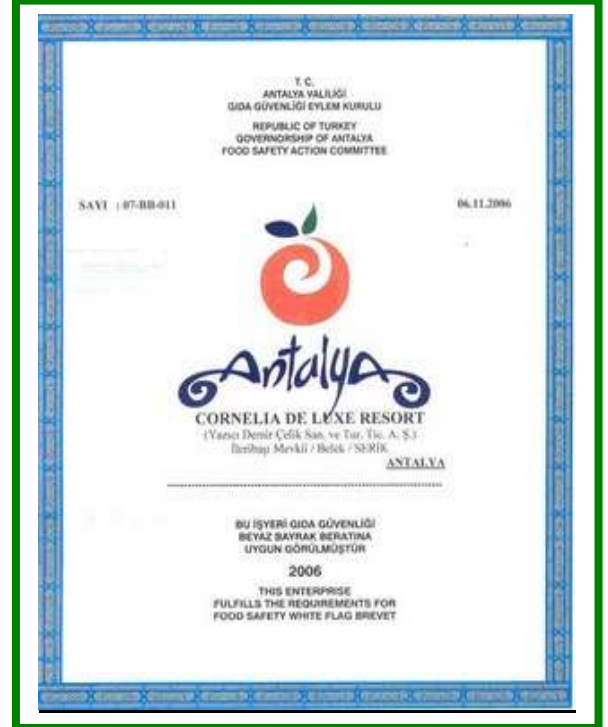 T. C.
ANTALYA VALİLİĞİ
GIDA GÜVENLİĞİ EYLEM KURULU
REPUBLIC OF TURKEY
GOVERNORSHIP OF ANTALYA
FOOD SAFETY ACTION COMMITTEE
SAYI : 07-BB-011 06.11.2006
Antalya
CORNELIA DE LUXE RESORT
(Yazıcı Demir Çelik San. ve Tur. Tic. A. Ş.)
İleribaşı Mevkii / Belek / SERİK
ANTALYA
BU İŞYERİ GIDA GÜVENLİĞİ
BEYAZ BAYRAK BERATINA
UYGUN GÖRÜLMÜŞTÜR
2006
THIS ENTERPRISE
FULFILLS THE REQUIREMENTS FOR
FOOD SAFETY WHITE FLAG BREVET